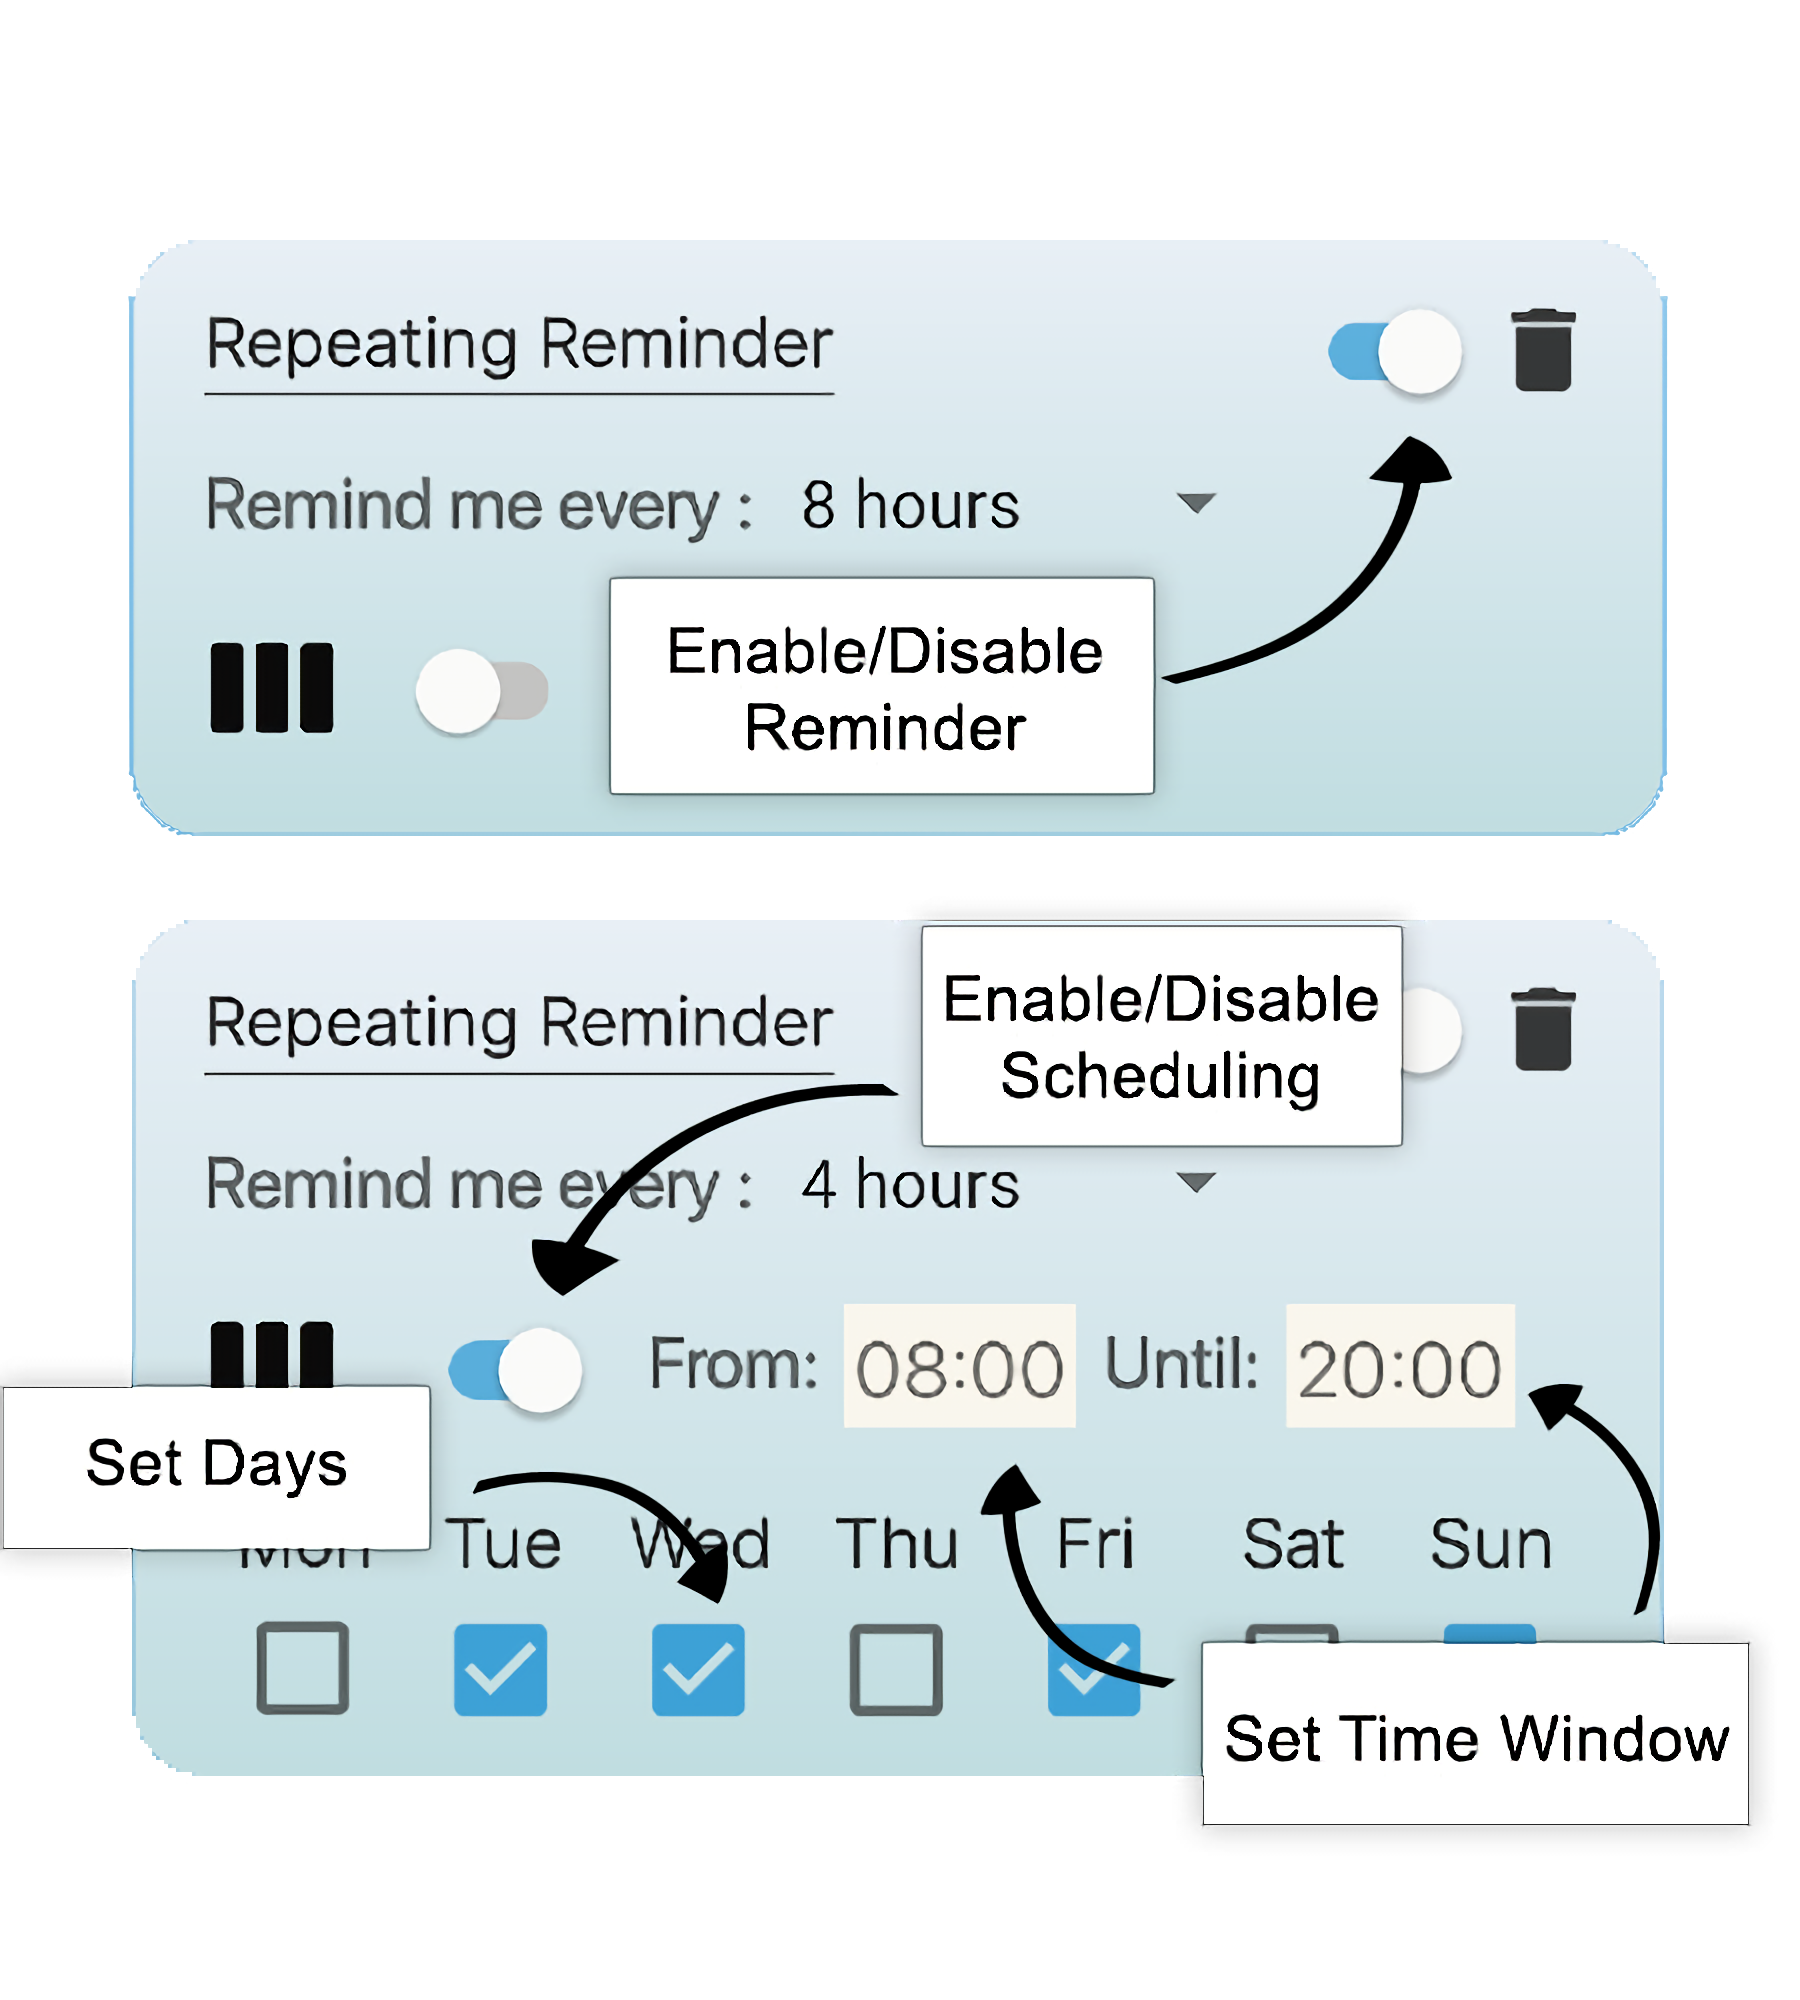 Repeating Reminder
Remind me every : 8 hours
Enable/Disable
Reminder
Enable/Disable
Scheduling
Repeating Reminder
Remind me every : 4 hours
From: 08:00 Until: 20:00
Set Days
Mon Tue Wed Thu Fri Sat Sun
Set Time Window